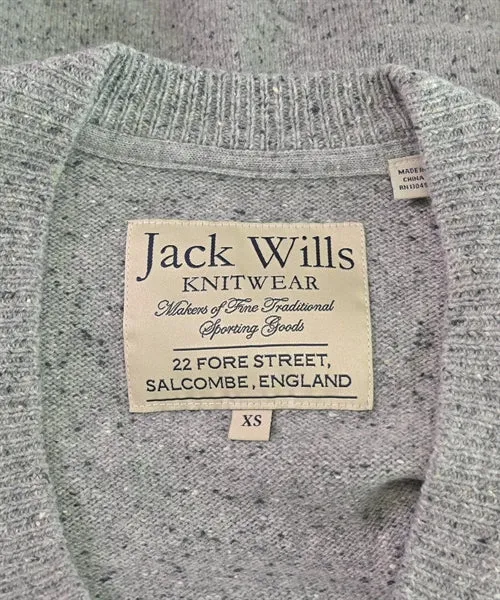 Jack Wills
KNITWEAR
Makers of Fine Traditional
Sporting Goods
22 FORE STREET,
SALCOMBE, ENGLAND
XS
MADE IN
CHINA